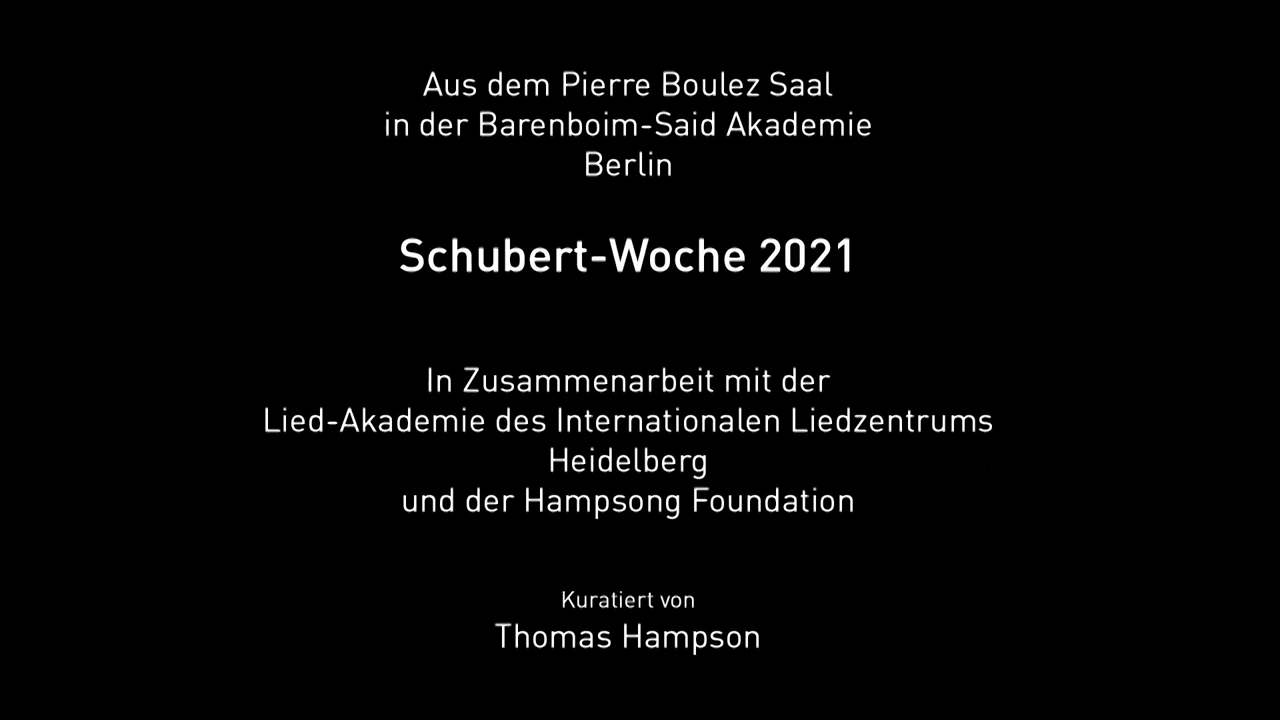 Aus dem Pierre Boulez Saal
in der Barenboim-Said Akademie
Berlin
Schubert-Woche 2021
In Zusammenarbeit mit der
Lied-Akademie des Internationalen Liedzentrums
Heidelberg
und der Hampsong Foundation
Kuratiert von
Thomas Hampson